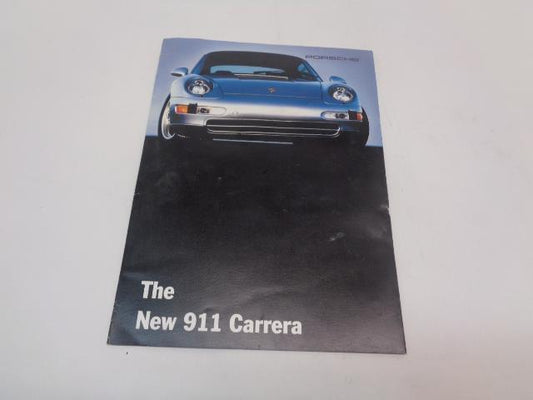 PORSCHE
The
New 911 Carrera